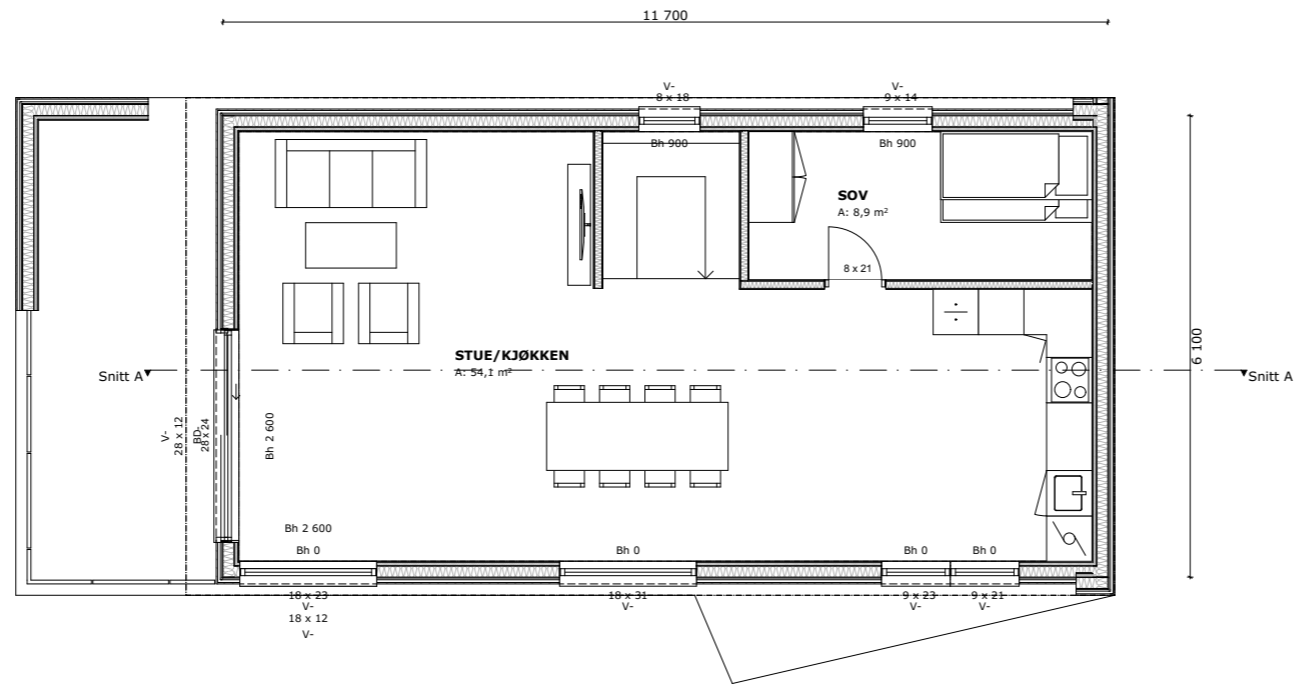 11 700
V-
8 x 18
V-
9 x 14
Bh 900
Bh 900
SOV
A: 8,9 m²
8 x 21
6 100
STUE/KJØKKEN
A: 54,1 m²
Snitt A
Snitt A
V-
28 x 12
BD-
28 x 24
Bh 2 600
Bh 2 600
Bh 0
Bh 0
Bh 0
Bh 0
18 x 23
V-
18 x 12
V-
18 x 31
V-
9 x 23
V-
9 x 21
V-